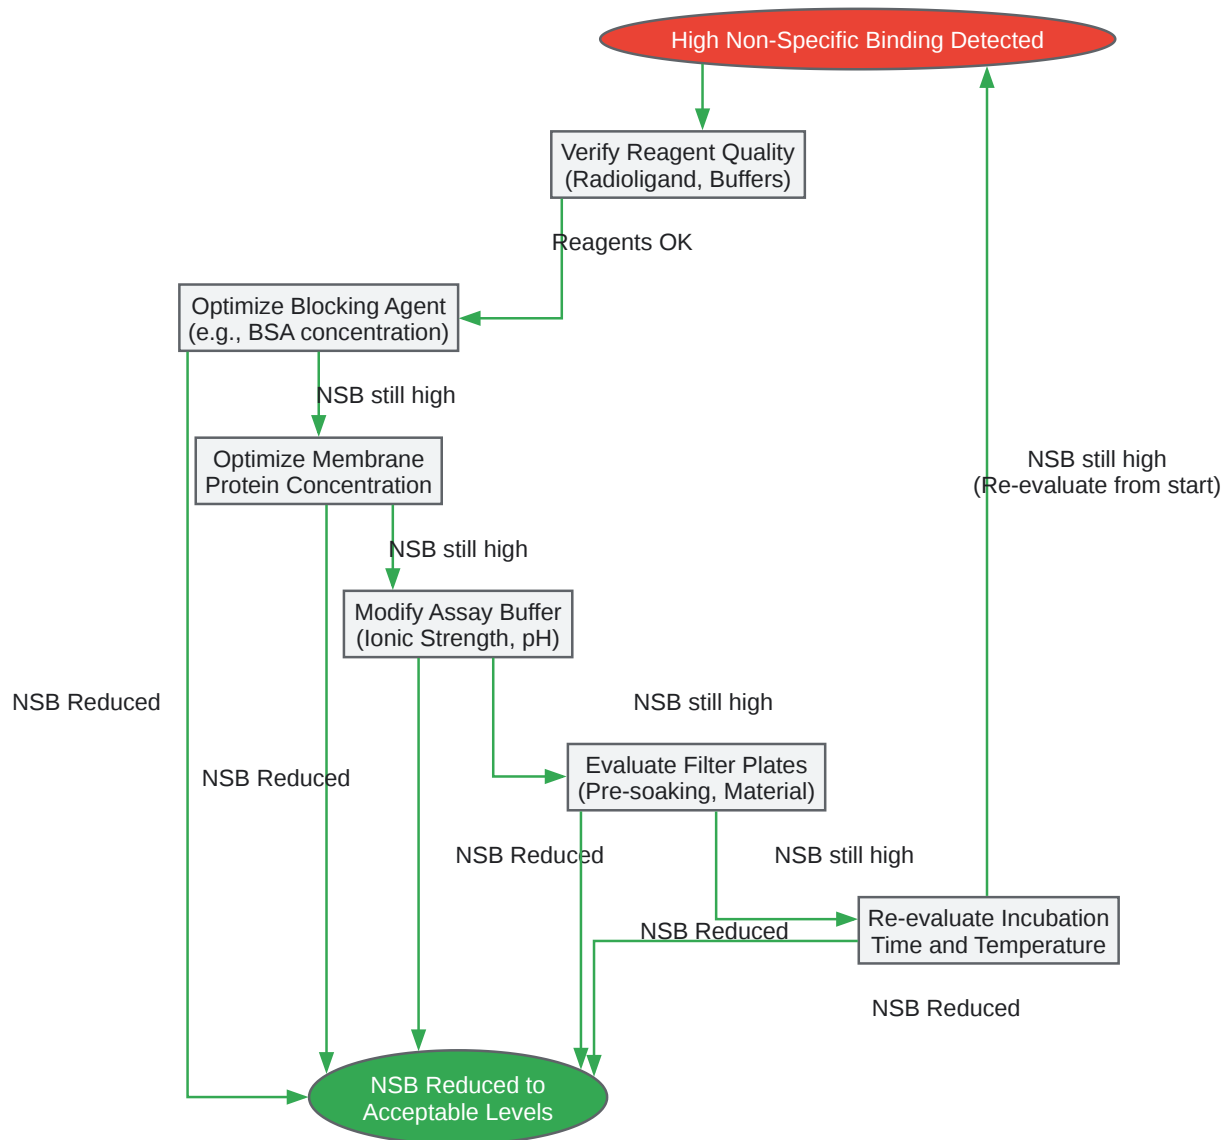 High Non-Specific Binding Detected
Verify Reagent Quality
(Radioligand, Buffers)
Reagents OK
Optimize Blocking Agent
(e.g., BSA concentration)
NSB still high
Optimize Membrane
Protein Concentration
NSB still high
(Re-evaluate from start)
NSB still high
Modify Assay Buffer
(Ionic Strength, pH)
NSB Reduced
NSB still high
Evaluate Filter Plates
(Pre-soaking, Material)
NSB Reduced
NSB Reduced
NSB still high
Re-evaluate Incubation
Time and Temperature
NSB Reduced
NSB Reduced
NSB Reduced to
Acceptable Levels